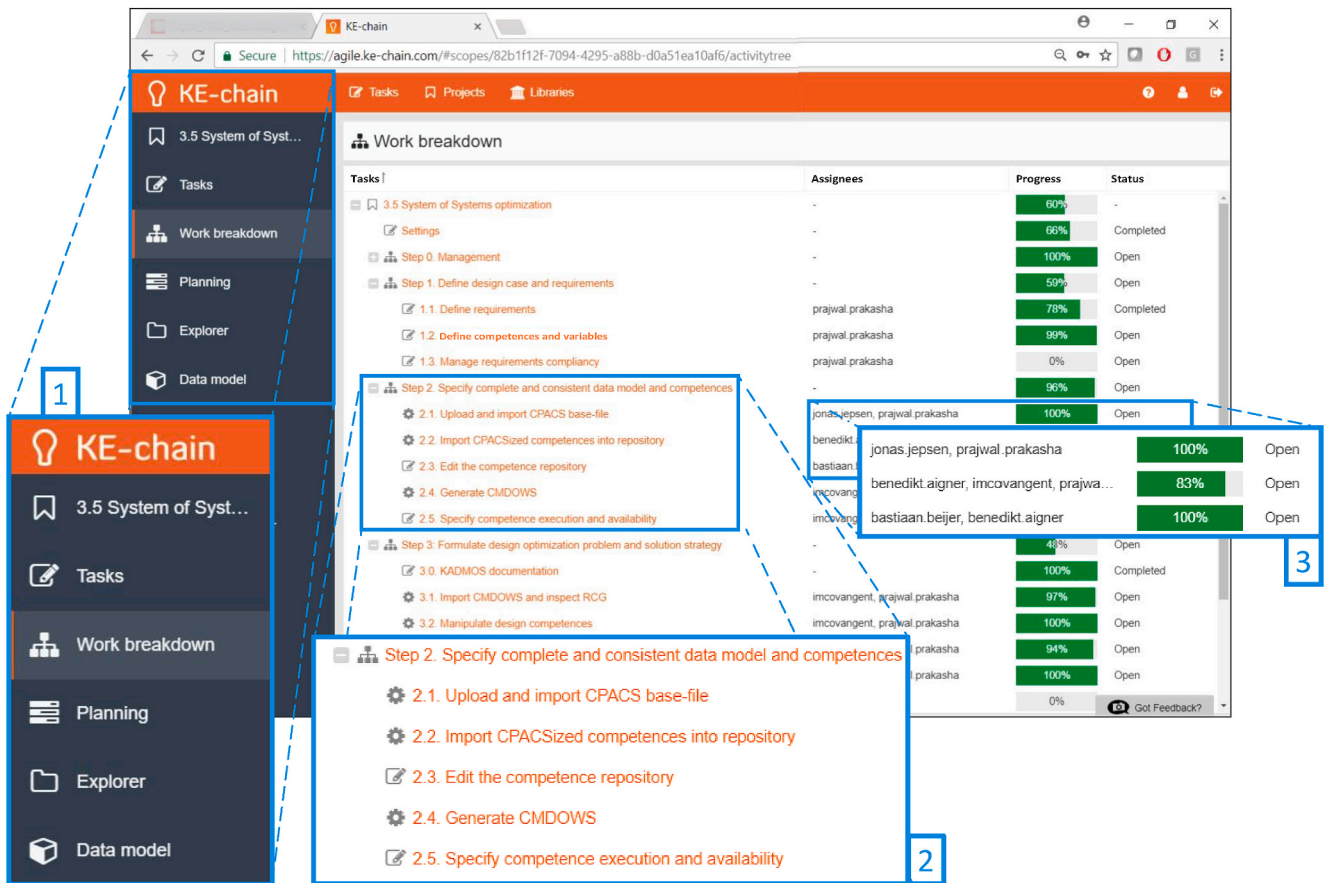 KE-chain
Secure https://agile.ke-chain.com/#scopes/82b1f12f-7094-4295-a88b-d0a51ea10af6/activitytree
KE-chain Tasks Projects Libraries
3.5 System of Syst...
Tasks
Work breakdown
Planning
Explorer
Data model
Work breakdown
Tasks Assignees Progress Status
3.5 System of Systems optimization - 60% -
Settings - 66% Completed
Step 0. Management - 100% Open
Step 1. Define design case and requirements - 59% Open
1.1. Define requirements prajwal.prakasha 78% Completed
1.2. Define competences and variables prajwal.prakasha 99% Open
1.3. Manage requirements compliancy prajwal.prakasha 0% Open
Step 2. Specify complete and consistent data model and competences - 96% Open
2.1. Upload and import CPACS base-file jonas.jepsen, prajwal.prakasha 100% Open
2.2. Import CPACSized competences into repository
2.3. Edit the competence repository
2.4. Generate CMDOWS
2.5. Specify competence execution and availability
Step 3: Formulate design optimization problem and solution strategy - 48% Open
3.0. KADMOS documentation - 100% Completed
3.1. Import CMDOWS and inspect RCG imcovangent, prajwal.prakasha 97% Open
3.2. Manipulate design competences imcovangent, prajwal.prakasha 100% Open
prakasha 94% Open
prakasha 100% Open
0%
Got Feedback?
1
KE-chain
3.5 System of Syst...
Tasks
Work breakdown
Planning
Explorer
Data model
Step 2. Specify complete and consistent data model and competences
2.1. Upload and import CPACS base-file
2.2. Import CPACSized competences into repository
2.3. Edit the competence repository
2.4. Generate CMDOWS
2.5. Specify competence execution and availability
2
jonas.jepsen, prajwal.prakasha 100% Open
benedikt.aigner, imcovangent, prajwa... 83% Open
bastiaan.beijer, benedikt.aigner 100% Open
3